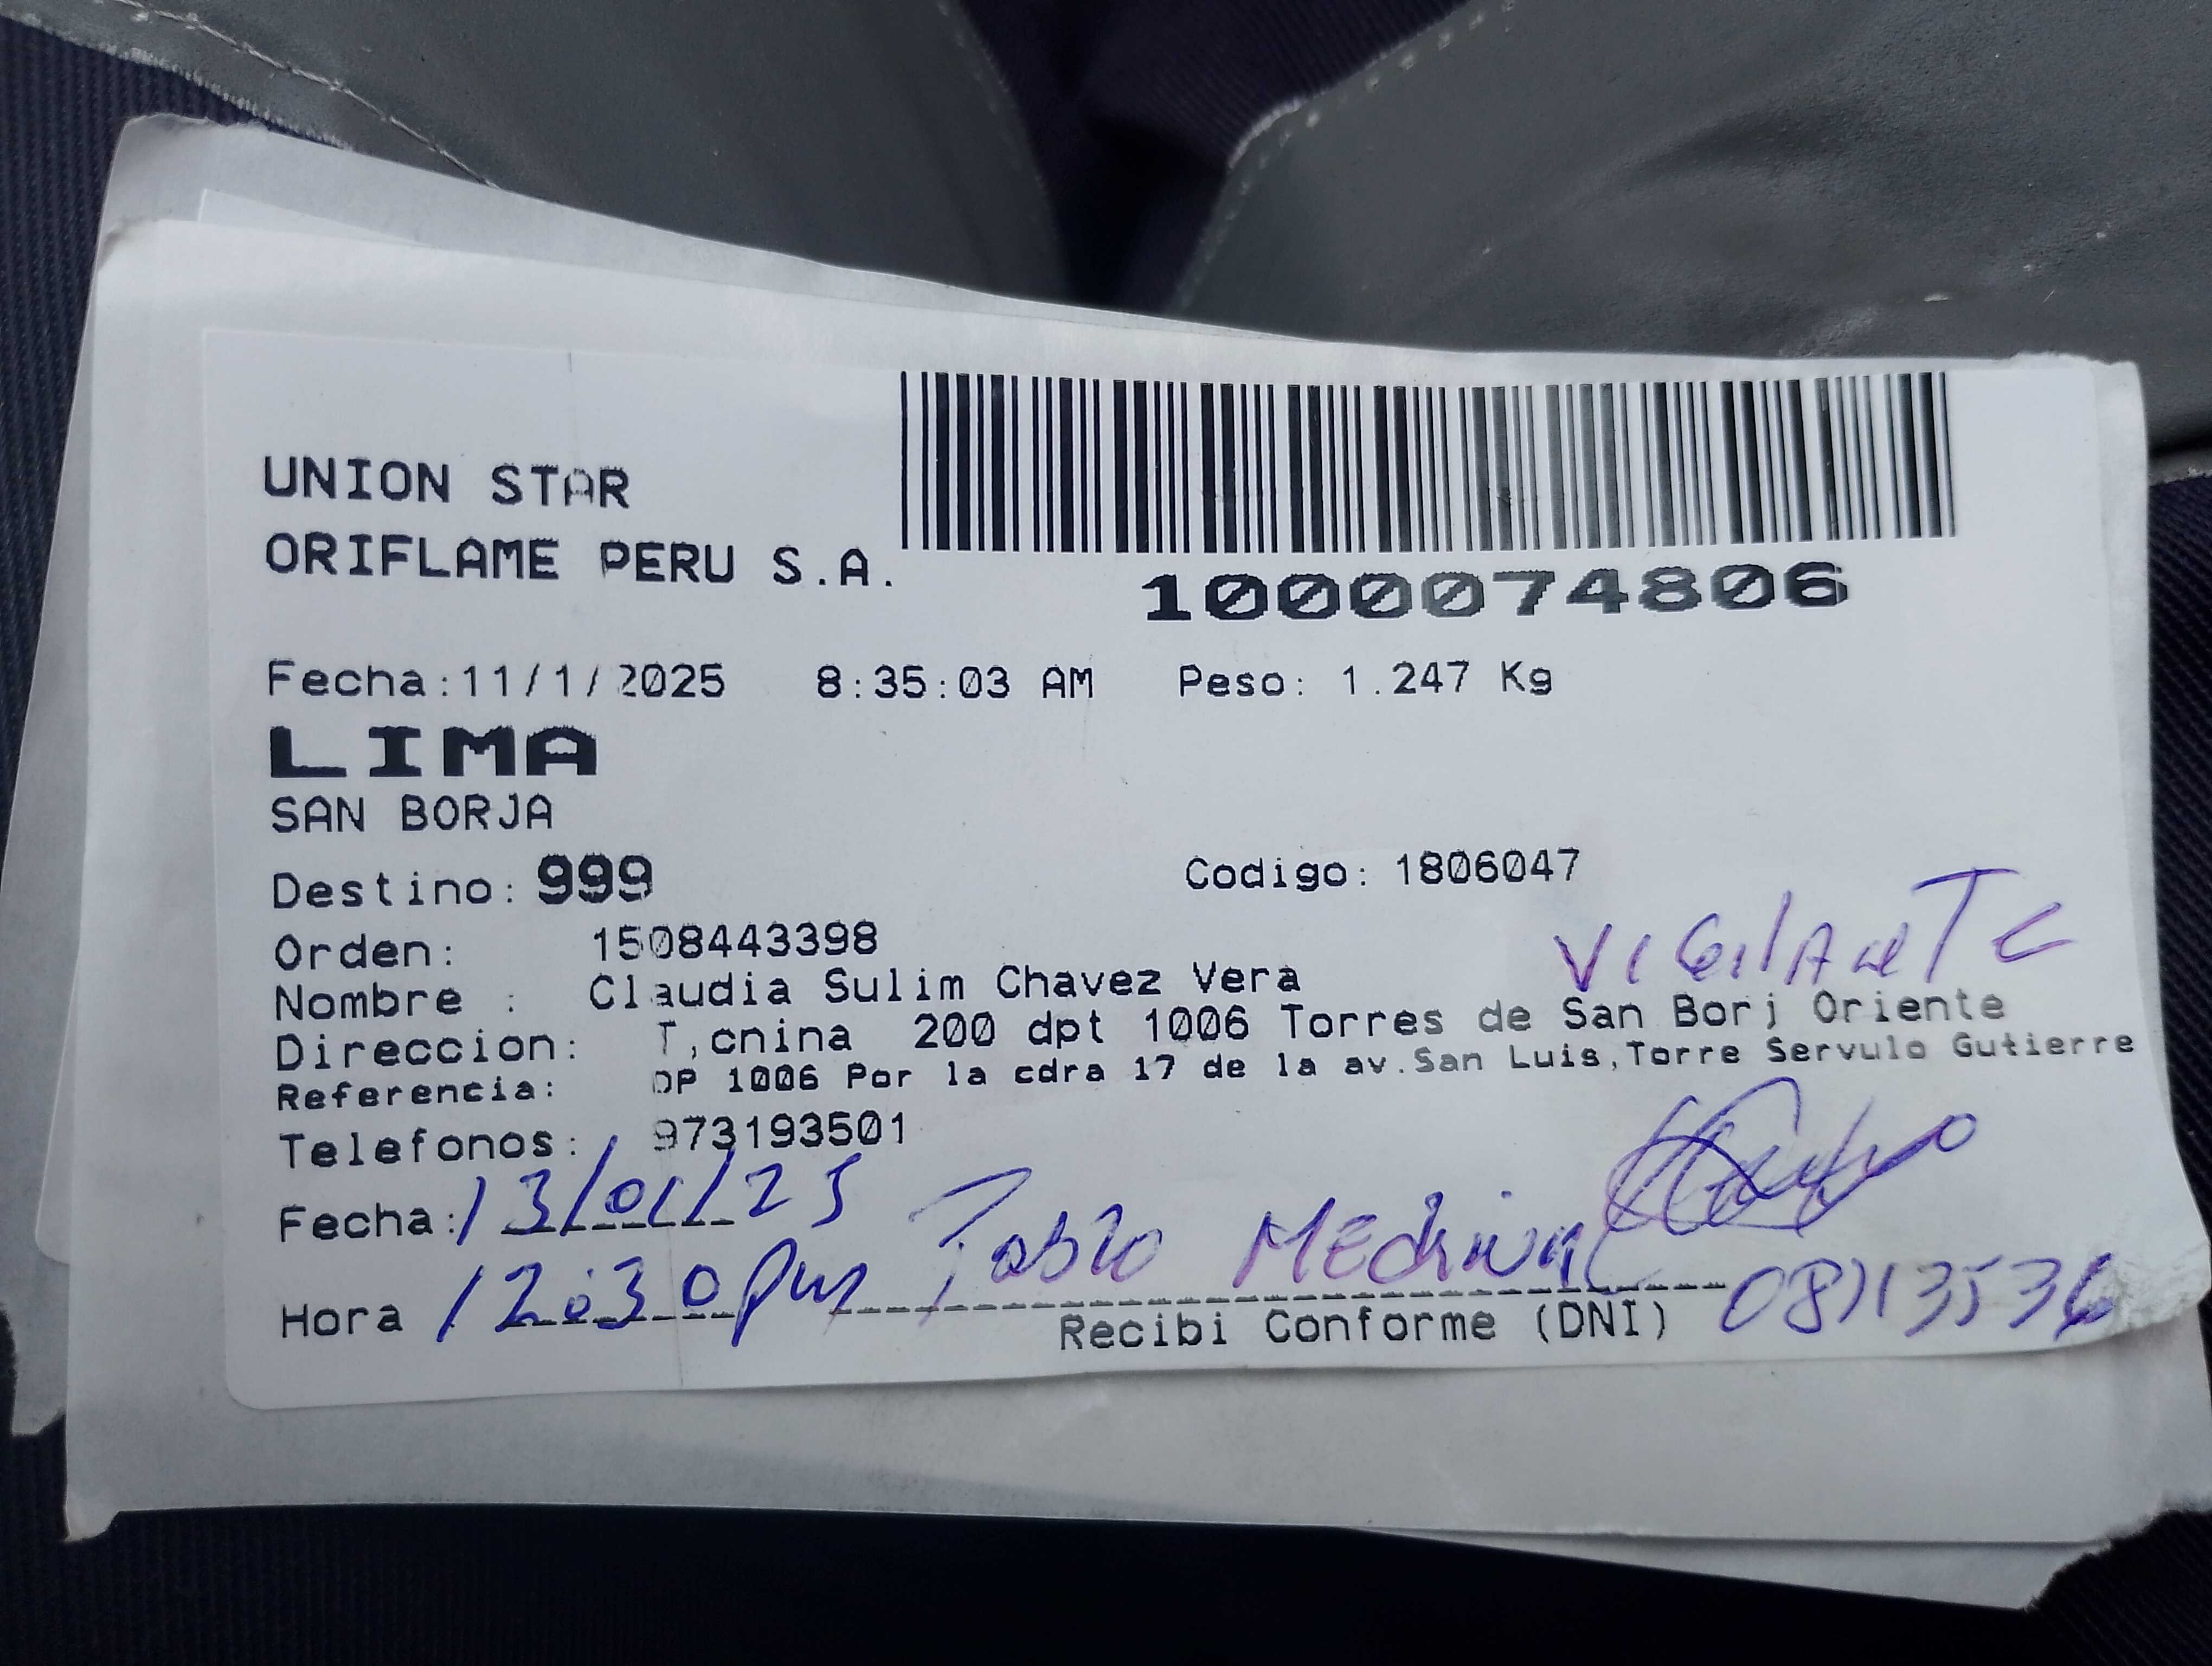 UNION STAR
ORIFLAME PERU S.A.
1000074806
Fecha:11/1/2025 8:35:03 AM Peso: 1.247 Kg
LIMA
SAN BORJA
Destino: 999 Codigo: 1806047
Orden: 1508443398
VIGilAnTe
Nombre : Claudia Sulim Chavez Vera
Direccion: T,cnina 200 dpt 1006 Torres de San Borj Oriente
Referencia: DP 1006 Por la cdra 17 de la av.San Luis,Torre Servulo Gutierre
Telefonos: 973193501
Fecha: 13/01/25
Pablo MEdina
Hora 12:30pm
Recibi Conforme (DNI)